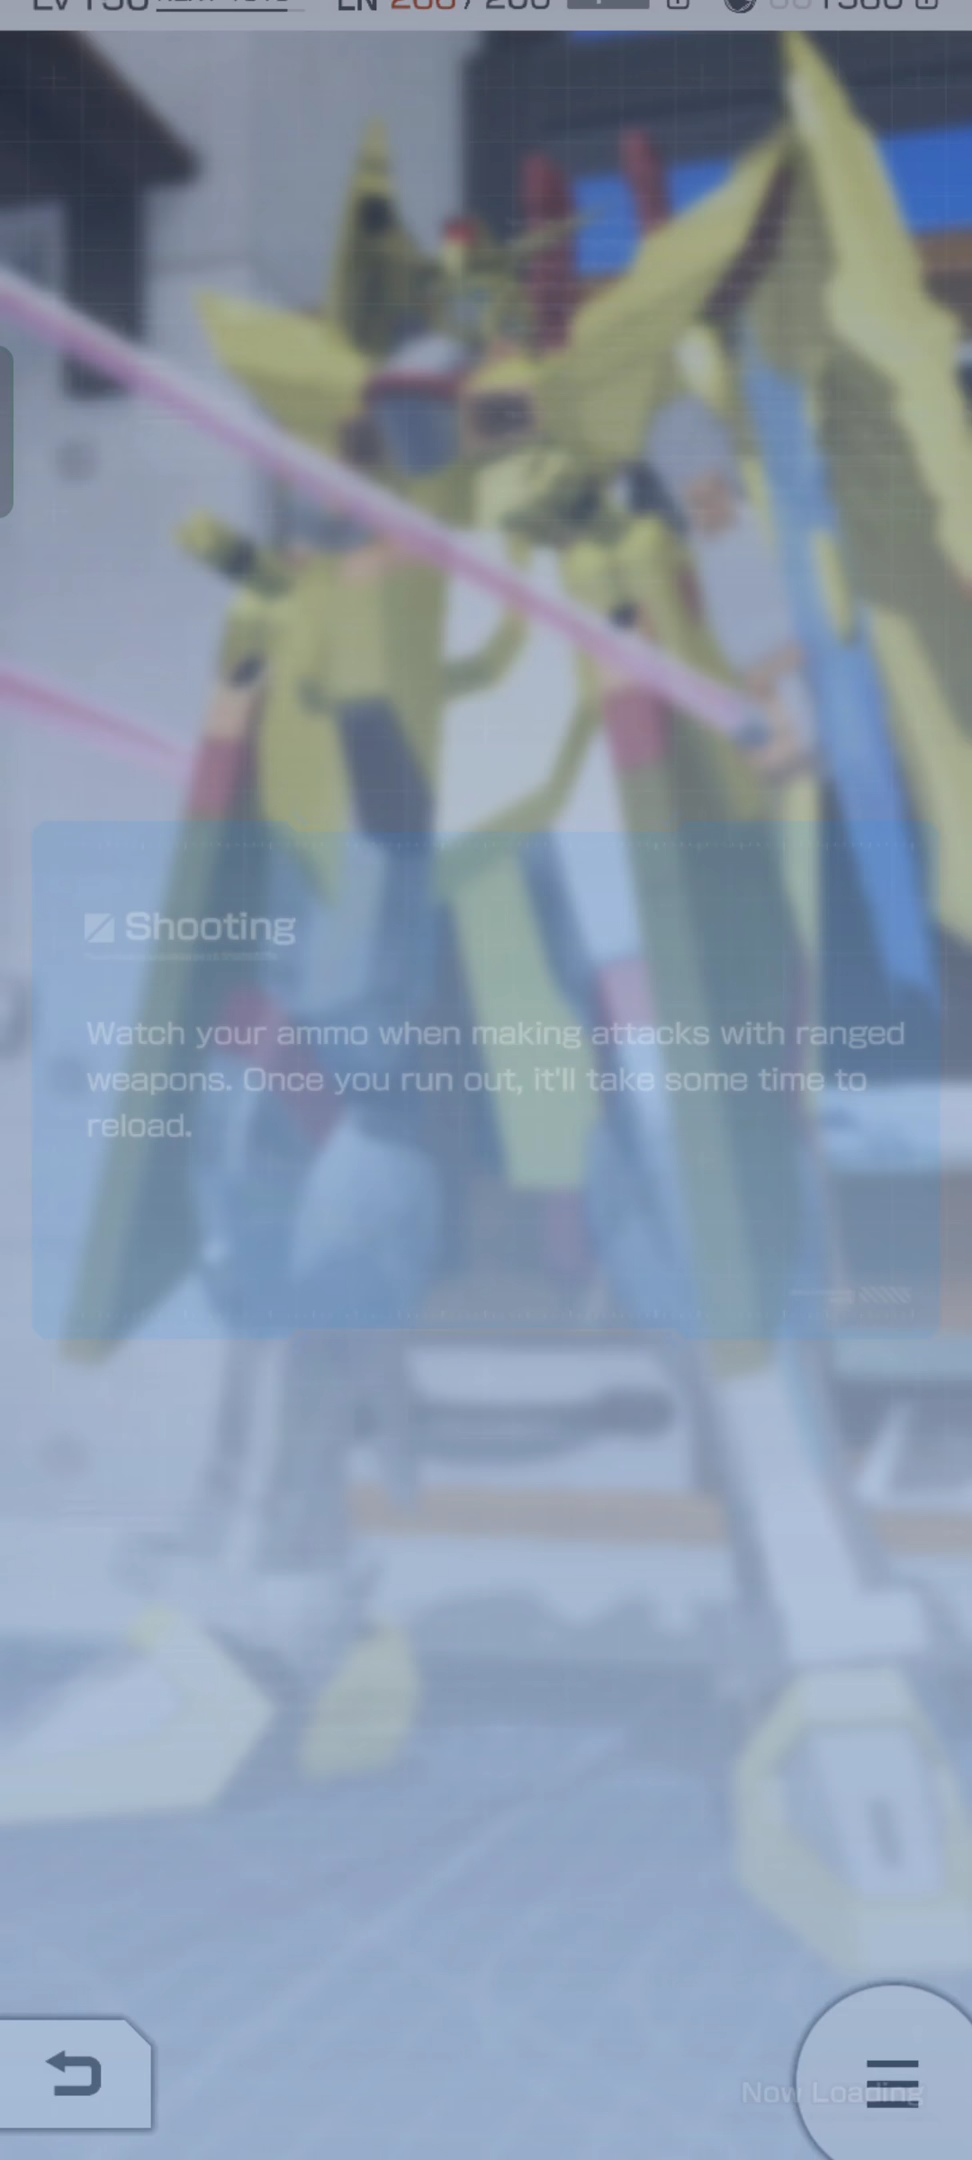 Shooting
Watch your ammo when making attacks with ranged
weapons. Once you run out, it'll take some time to
reload.
Now Loading